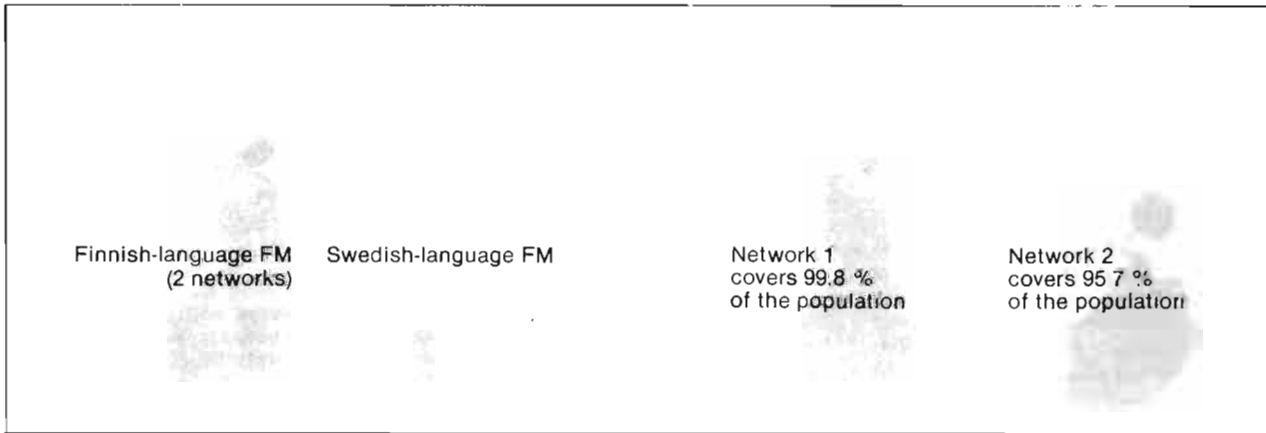 Finnish-language FM
(2 networks)
Swedish-language FM
Network 1
covers 99.8 %
of the population
Network 2
covers 95 7 %
of the population